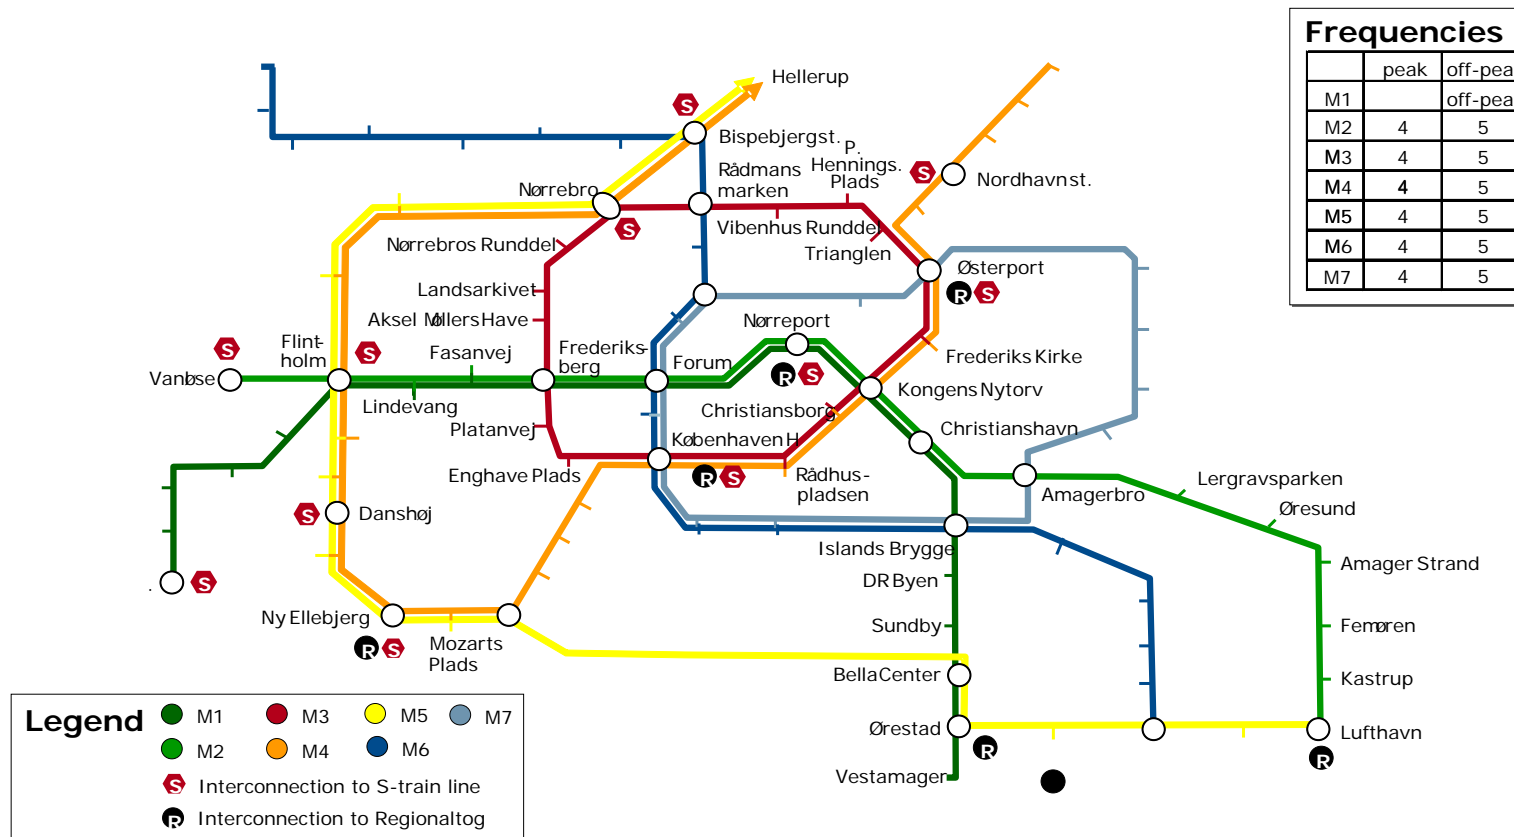 Frequencies
peak off-pea
M1 off-pea
M2 4 5
M3 4 5
M4 4 5
M5 4 5
M6 4 5
M7 4 5
Hellerup
S
Bispebjergst.
P.
Hennings.
Plads
S
Nordhavnst.
Rådmans
marken
Nørrebro
S
Vibenhus Runddel
Trianglen
Nørrebros Runddel
Østerport
R S
Landsarkivet
Aksel Møllers Have
Nørreport
R S
S
Flint-
holm
S
Fasanvej
Frederiks-
berg
Forum
Frederiks Kirke
Vanløse
Kongens Nytorv
Lindevang
Christiansborg
Platanvej
Christianshavn
København H
R S
Enghave Plads
Rådhus-
pladsen
Amagerbro
Lergravsparken
Øresund
S
Danshøj
Islands Brygge
DR Byen
Amager Strand
.
S
Ny Ellebjerg
R S
Mozarts
Plads
Sundby
Femøren
Bella Center
Kastrup
Ørestad
R
Lufthavn
R
Vestamager
Legend
M1 M3 M5 M7
M2 M4 M6
S Interconnection to S-train line
R Interconnection to Regionaltog